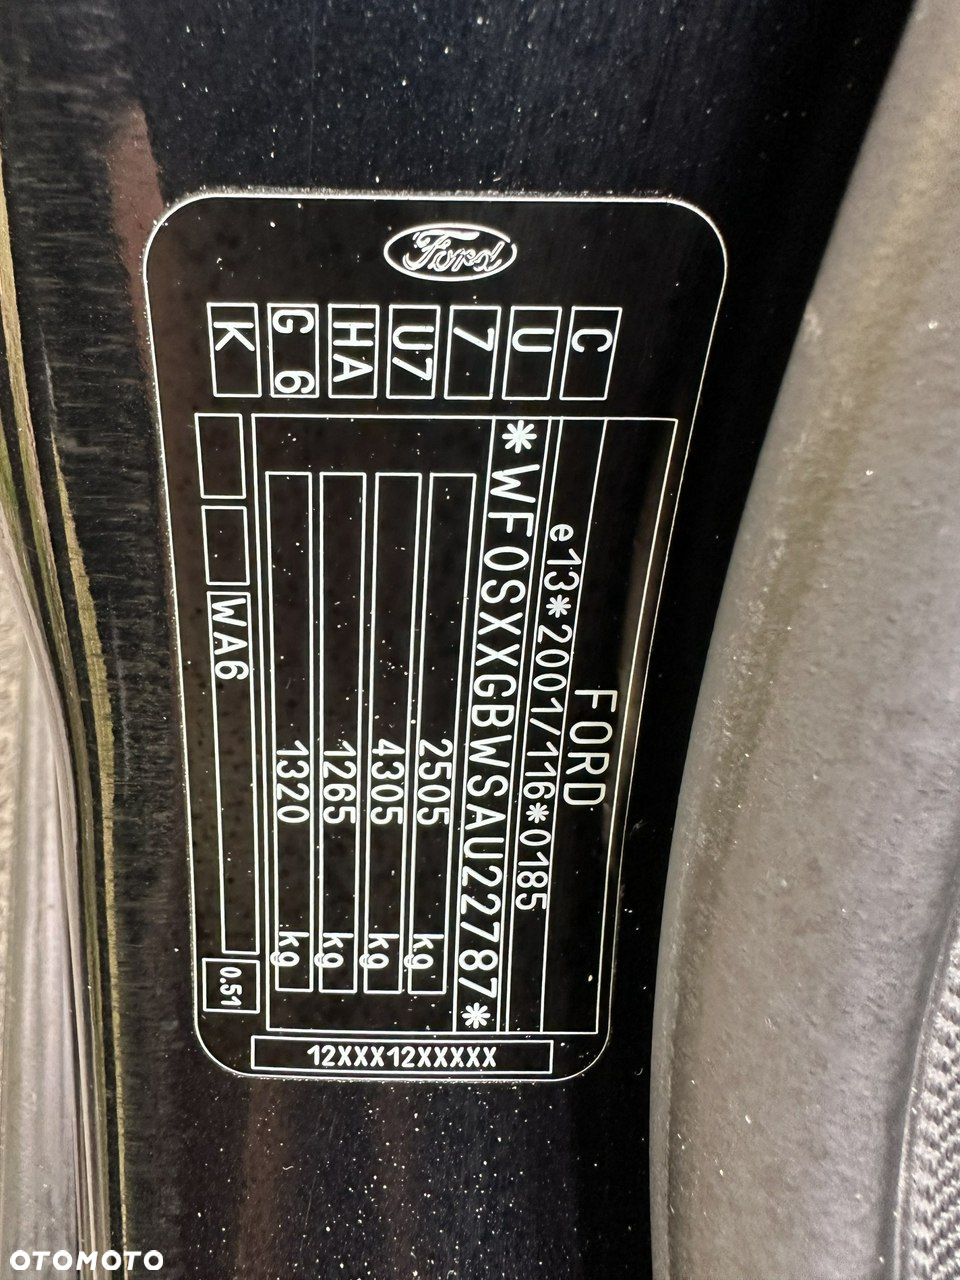 Ford
C
U
7
U7
HA
G 6
K
FORD
e13*2001/116*0185
*WF0SXXGBWSAU22787*
2505 kg
4305 kg
1265 kg
1320 kg
WA6
0.51
12XXX12XXXXX
OTOMOTO